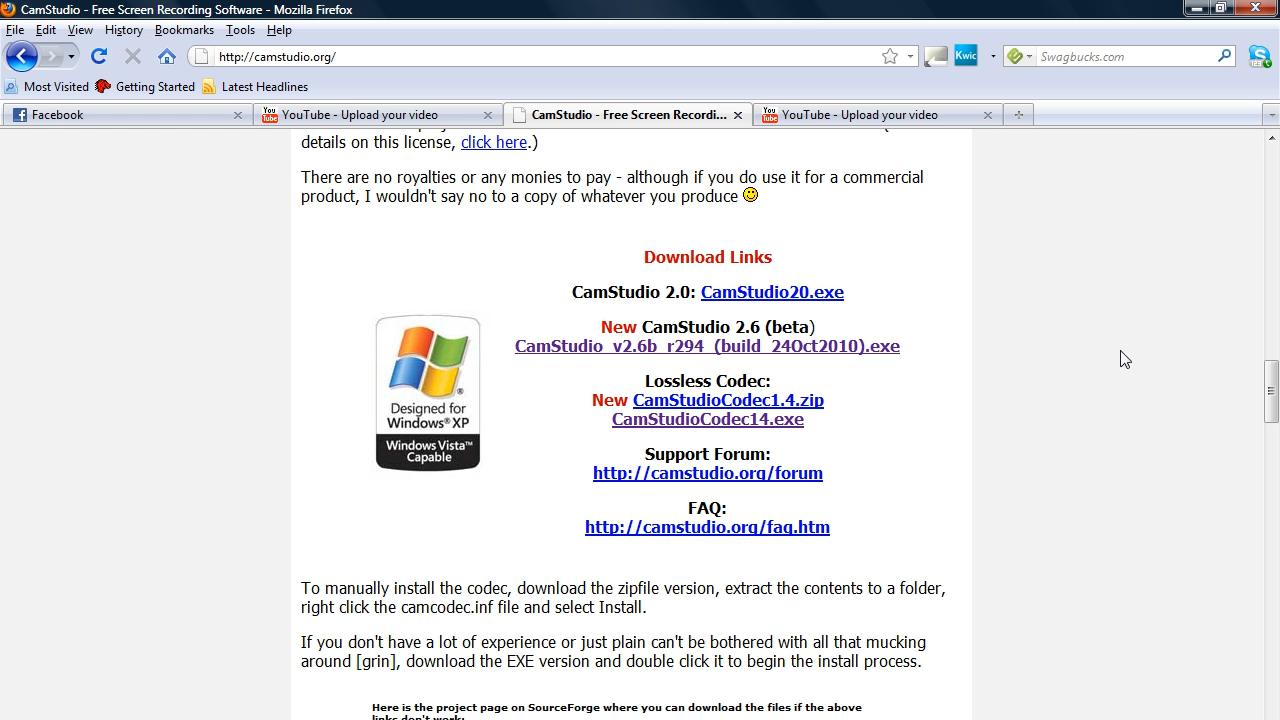 CamStudio - Free Screen Recording Software - Mozilla Firefox
File Edit View History Bookmarks Tools Help
http://camstudio.org/
Kwic
Swagbucks.com
Most Visited Getting Started Latest Headlines
Facebook
YouTube - Upload your video
CamStudio - Free Screen Recordi...
YouTube - Upload your video
details on this license, click here.)
There are no royalties or any monies to pay - although if you do use it for a commercial
product, I wouldn't say no to a copy of whatever you produce
Download Links
CamStudio 2.0: CamStudio20.exe
New CamStudio 2.6 (beta)
CamStudio_v2.6b_r294_(build_24Oct2010).exe
Lossless Codec:
New CamStudioCodec1.4.zip
CamStudioCodec14.exe
Support Forum:
http://camstudio.org/forum
FAQ:
http://camstudio.org/faq.htm
Designed for
Windows® XP
Windows Vista™
Capable
To manually install the codec, download the zipfile version, extract the contents to a folder,
right click the camcodec.inf file and select Install.
If you don't have a lot of experience or just plain can't be bothered with all that mucking
around [grin], download the EXE version and double click it to begin the install process.
Here is the project page on SourceForge where you can download the files if the above
links don't work: